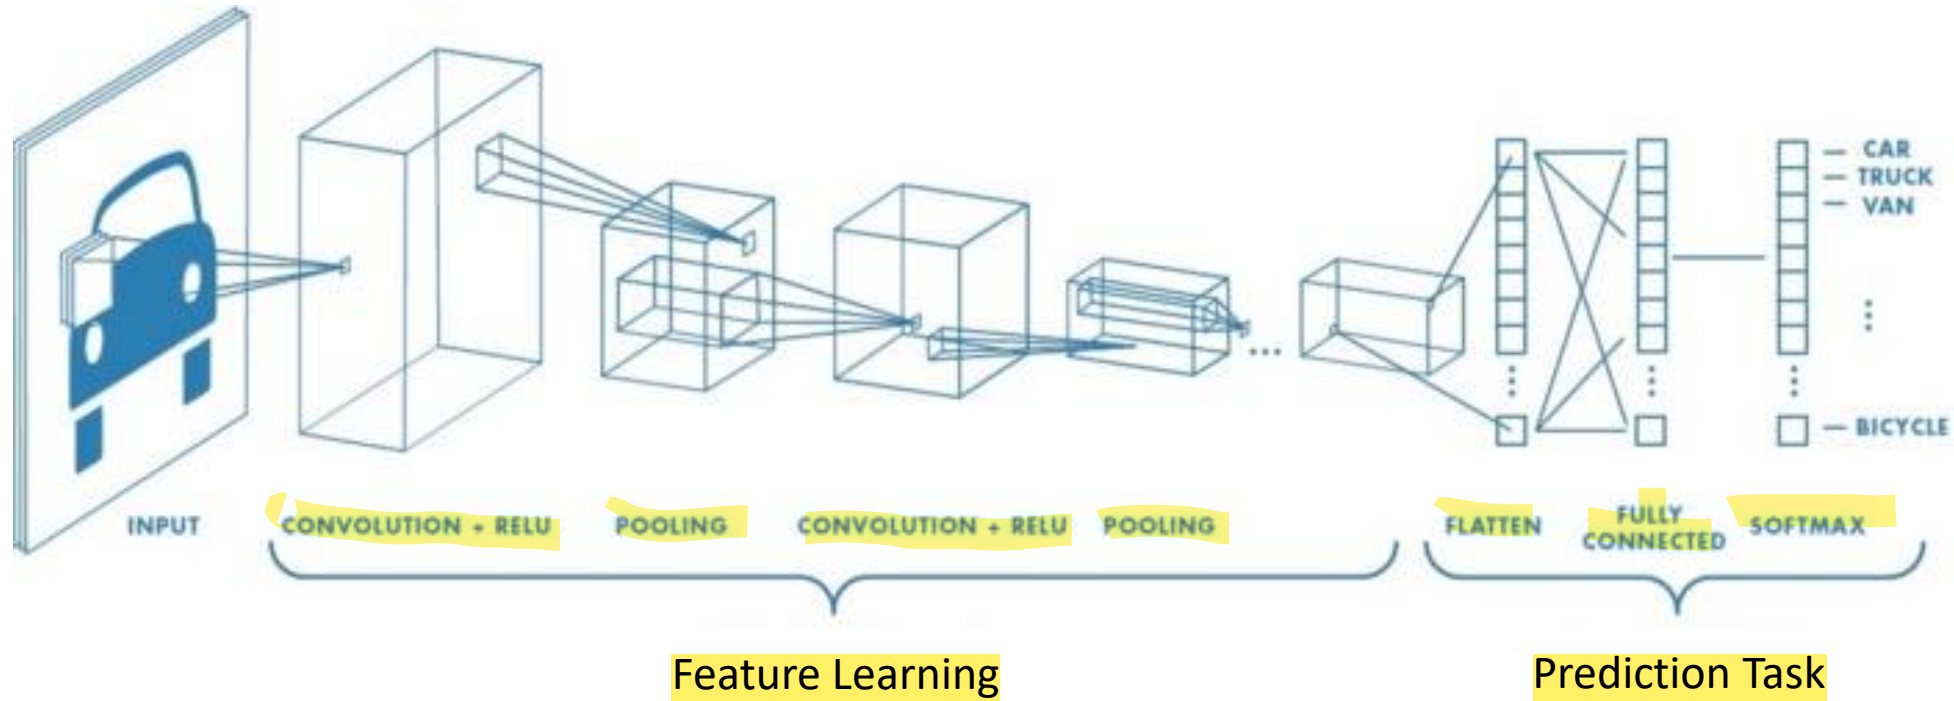 CAR
TRUCK
VAN
BICYCLE
INPUT
CONVOLUTION + RELU
POOLING
CONVOLUTION + RELU
POOLING
FLATTEN
FULLY
CONNECTED
SOFTMAX
Feature Learning
Prediction Task